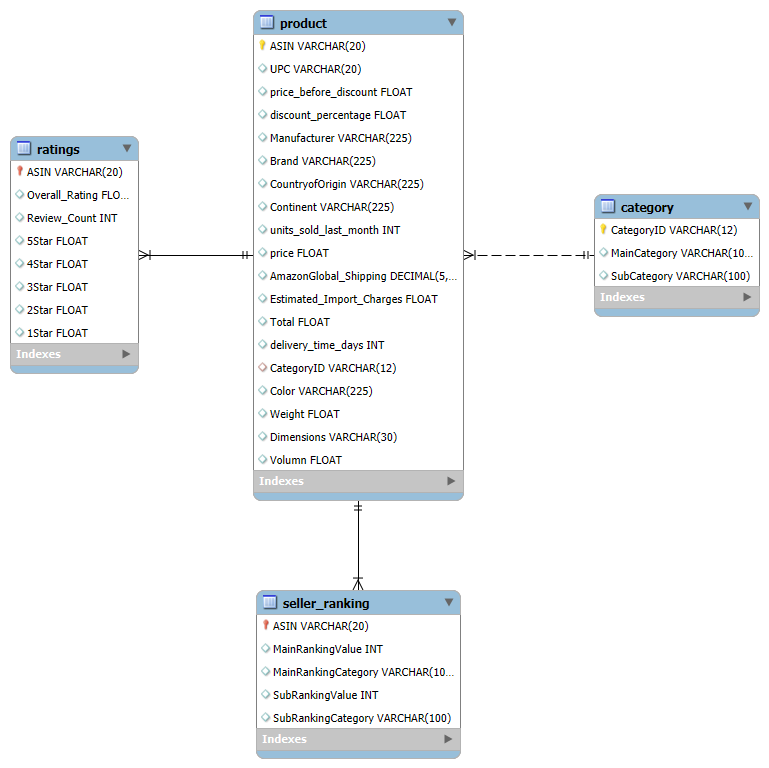 product
ASIN VARCHAR(20)
UPC VARCHAR(20)
price_before_discount FLOAT
discount_percentage FLOAT
Manufacturer VARCHAR(225)
Brand VARCHAR(225)
CountryofOrigin VARCHAR(225)
Continent VARCHAR(225)
units_sold_last_month INT
price FLOAT
AmazonGlobal_Shipping DECIMAL(5,...
Estimated_Import_Charges FLOAT
Total FLOAT
delivery_time_days INT
CategoryID VARCHAR(12)
Color VARCHAR(225)
Weight FLOAT
Dimensions VARCHAR(30)
Volumn FLOAT
Indexes
ratings
ASIN VARCHAR(20)
Overall_Rating FLO...
Review_Count INT
5Star FLOAT
4Star FLOAT
3Star FLOAT
2Star FLOAT
1Star FLOAT
Indexes
category
CategoryID VARCHAR(12)
MainCategory VARCHAR(10...
SubCategory VARCHAR(100)
Indexes
seller_ranking
ASIN VARCHAR(20)
MainRankingValue INT
MainRankingCategory VARCHAR(10...
SubRankingValue INT
SubRankingCategory VARCHAR(100)
Indexes